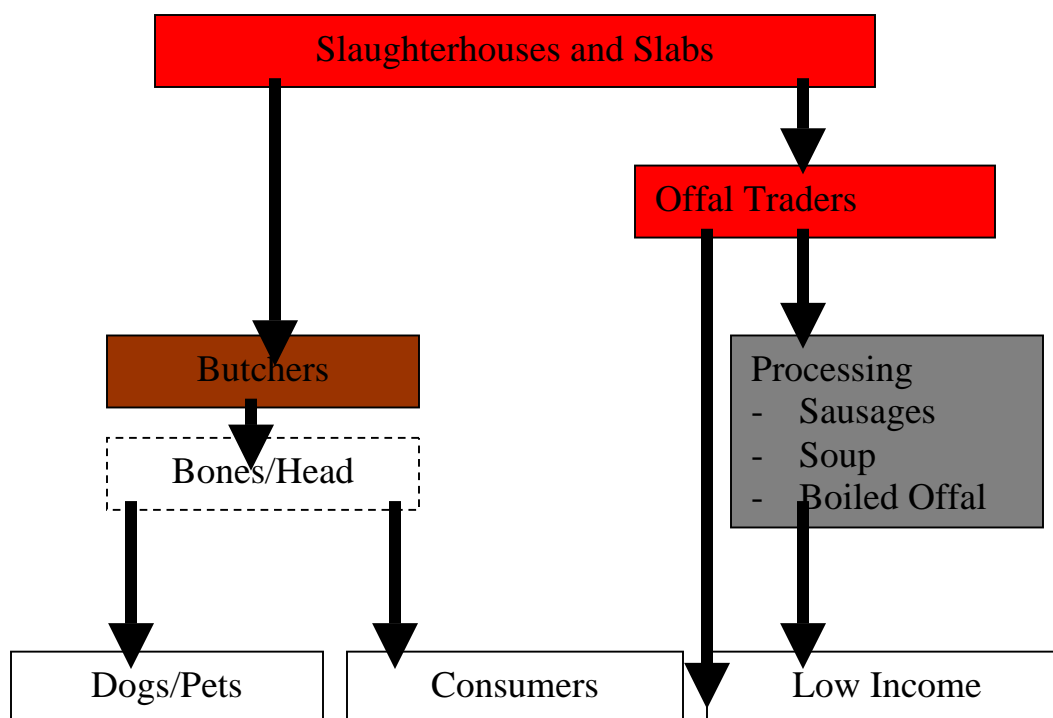 Slaughterhouses and Slabs
Offal Traders
Butchers
Bones/Head
Processing
- Sausages
- Soup
- Boiled Offal
Dogs/Pets
Consumers
Low Income